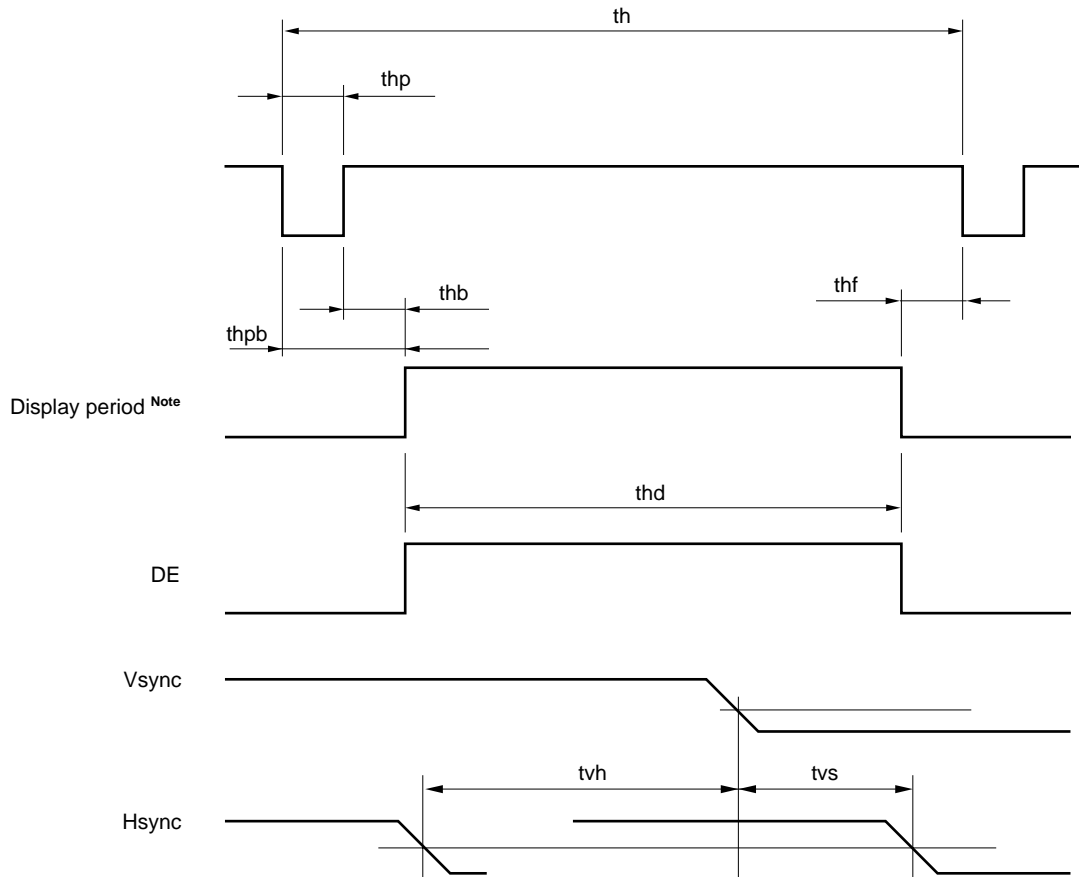 th
thp
thb
thf
thpb
Display period Note
thd
DE
Vsync
tvh
tvs
Hsync